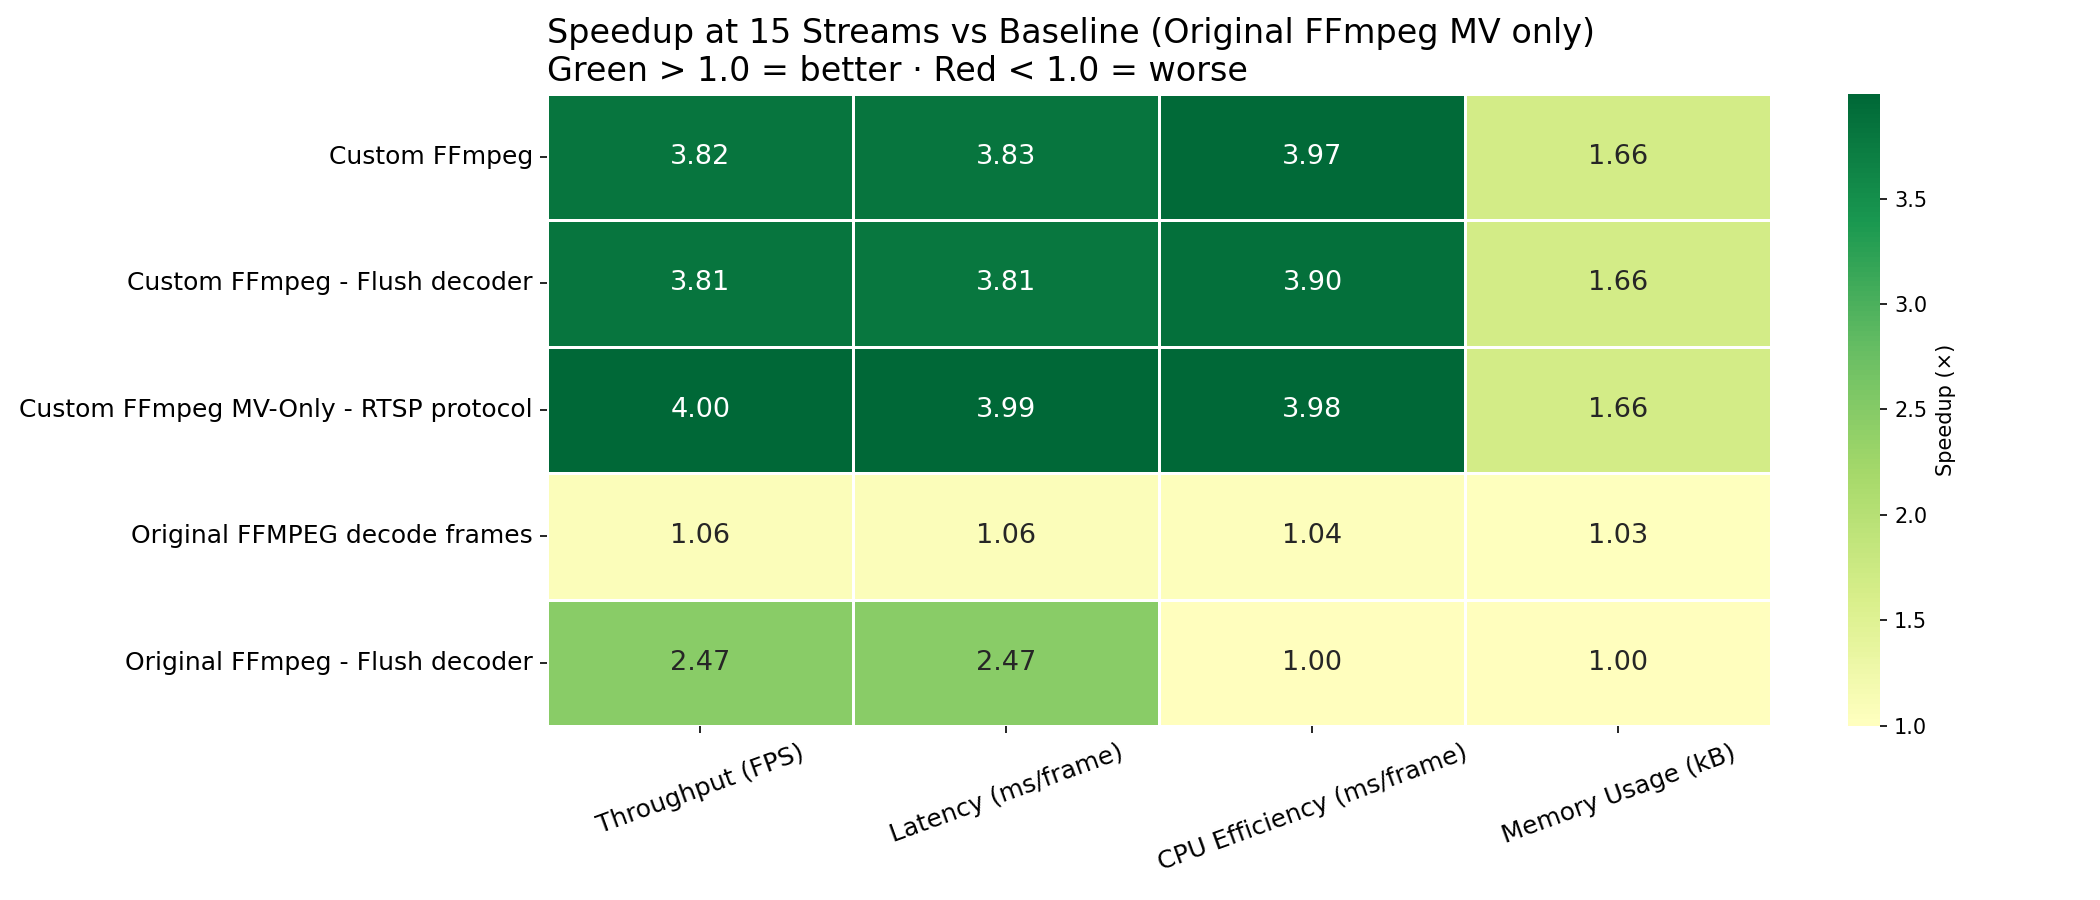 Speedup at 15 Streams vs Baseline (Original FFmpeg MV only)
Green > 1.0 = better · Red < 1.0 = worse
Custom FFmpeg
3.82
3.83
3.97
1.66
Custom FFmpeg - Flush decoder
3.81
3.81
3.90
1.66
Custom FFmpeg MV-Only - RTSP protocol
4.00
3.99
3.98
1.66
Original FFMPEG decode frames
1.06
1.06
1.04
1.03
Original FFmpeg - Flush decoder
2.47
2.47
1.00
1.00
Throughput (FPS)
Latency (ms/frame)
CPU Efficiency (ms/frame)
Memory Usage (kB)
3.5
3.0
2.5
2.0
1.5
1.0
Speedup (×)